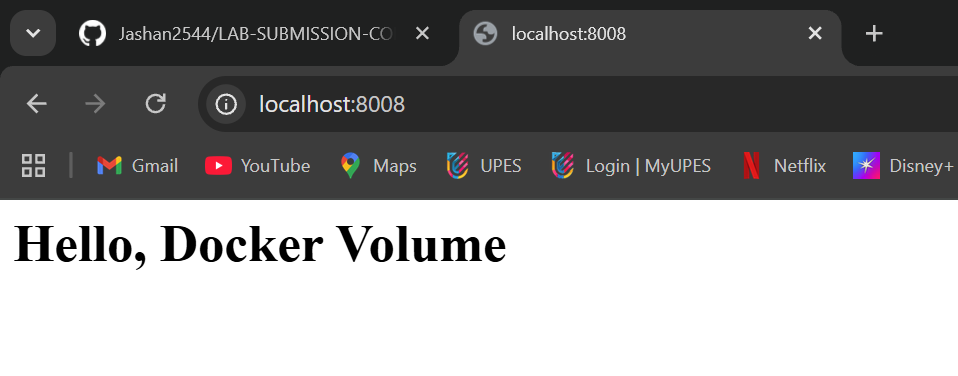 Jashan2544/LAB-SUBMISSION-CO
localhost:8008
localhost:8008
Gmail YouTube Maps UPES Login | MyUPES Netflix Disney+
Hello, Docker Volume